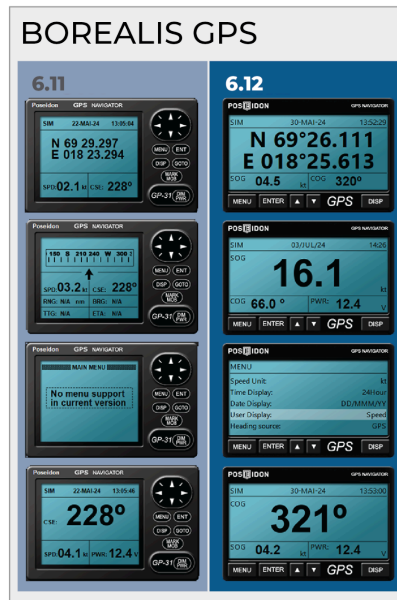 BOREALIS GPS
6.11
Poseidon GPS NAVIGATOR
SIM 22-MAI-24 13:05:04
N 69 29.297
E 018 23.294
SPD: 02.1 kt CSE: 228°
MENU ENT
DISP GOTO
MARK MOB
GP-31 DIM PWR
Poseidon GPS NAVIGATOR
150 S 210 240 W 300
SPD: 03.2 kt CSE: 228°
RNG: N/A nm BRG: N/A
TTG: N/A ETA: N/A
MENU ENT
DISP GOTO
MARK MOB
GP-31 DIM PWR
Poseidon GPS NAVIGATOR
MAIN MENU
No menu support
in current version
MENU ENT
DISP GOTO
MARK MOB
GP-31 DIM PWR
Poseidon GPS NAVIGATOR
SIM 22-MAI-24 13:05:46
CSE: 228°
SPD: 04.1 kt PWR: 12.4 v
MENU ENT
DISP GOTO
MARK MOB
GP-31 DIM PWR
6.12
POSEIDON GPS NAVIGATOR
SIM 30-MAI-24 13:52:29
N 69°26.111
E 018°25.613
SOG 04.5 kt COG 320°
MENU ENTER GPS DISP
POSEIDON GPS NAVIGATOR
SIM 03/JUL/24 14:26
SOG
16.1 kt
COG 66.0 ° PWR: 12.4 V
MENU ENTER GPS DISP
POSEIDON GPS NAVIGATOR
MENU
Speed Unit: kt
Time Display: 24Hour
Date Display: DD/MMM/YY
User Display: Speed
Heading source: GPS
MENU ENTER GPS DISP
POSEIDON GPS NAVIGATOR
SIM 30-MAI-24 13:53:00
COG
321°
SOG 04.2 kt PWR: 12.4 V
MENU ENTER GPS DISP